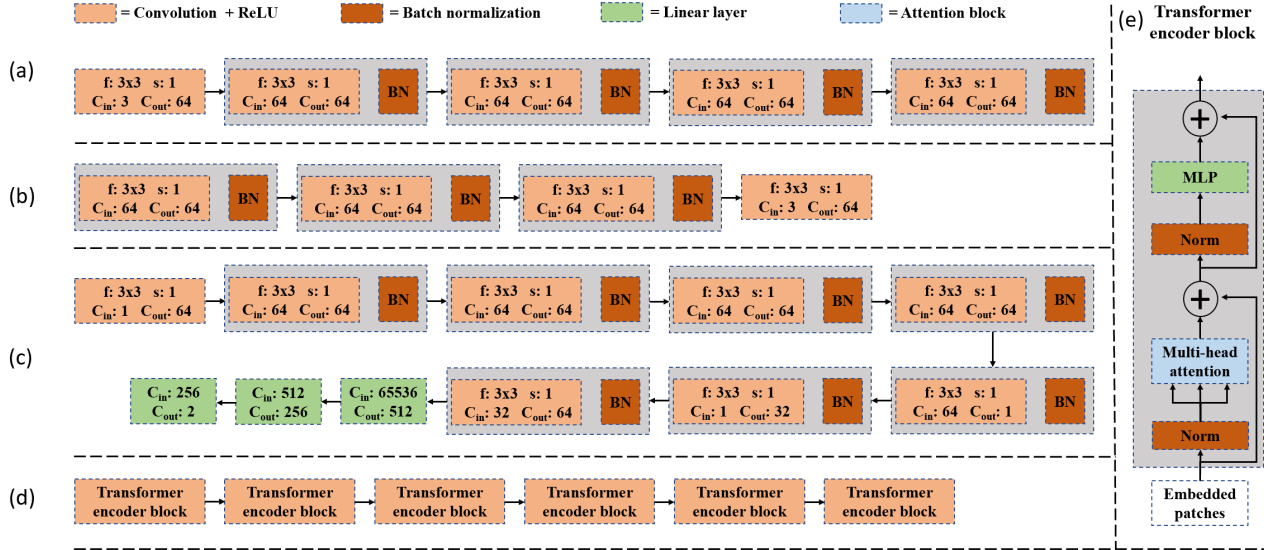 = Convolution + ReLU
= Batch normalization
= Linear layer
= Attention block
(a)
f: 3x3 s: 1
Cin: 3 Cout: 64
f: 3x3 s: 1
Cin: 64 Cout: 64
BN
f: 3x3 s: 1
Cin: 64 Cout: 64
BN
f: 3x3 s: 1
Cin: 64 Cout: 64
BN
f: 3x3 s: 1
Cin: 64 Cout: 64
BN
(b)
f: 3x3 s: 1
Cin: 64 Cout: 64
BN
f: 3x3 s: 1
Cin: 64 Cout: 64
BN
f: 3x3 s: 1
Cin: 64 Cout: 64
BN
f: 3x3 s: 1
Cin: 3 Cout: 64
(c)
f: 3x3 s: 1
Cin: 1 Cout: 64
f: 3x3 s: 1
Cin: 64 Cout: 64
BN
f: 3x3 s: 1
Cin: 64 Cout: 64
BN
f: 3x3 s: 1
Cin: 64 Cout: 64
BN
f: 3x3 s: 1
Cin: 64 Cout: 64
BN
Cin: 256
Cout: 2
Cin: 512
Cout: 256
Cin: 65536
Cout: 512
f: 3x3 s: 1
Cin: 32 Cout: 64
BN
f: 3x3 s: 1
Cin: 1 Cout: 32
BN
f: 3x3 s: 1
Cin: 64 Cout: 1
BN
(d)
Transformer
encoder block
Transformer
encoder block
Transformer
encoder block
Transformer
encoder block
Transformer
encoder block
Transformer
encoder block
(e)
Transformer
encoder block
+
MLP
Norm
+
Multi-head
attention
Norm
Embedded
patches